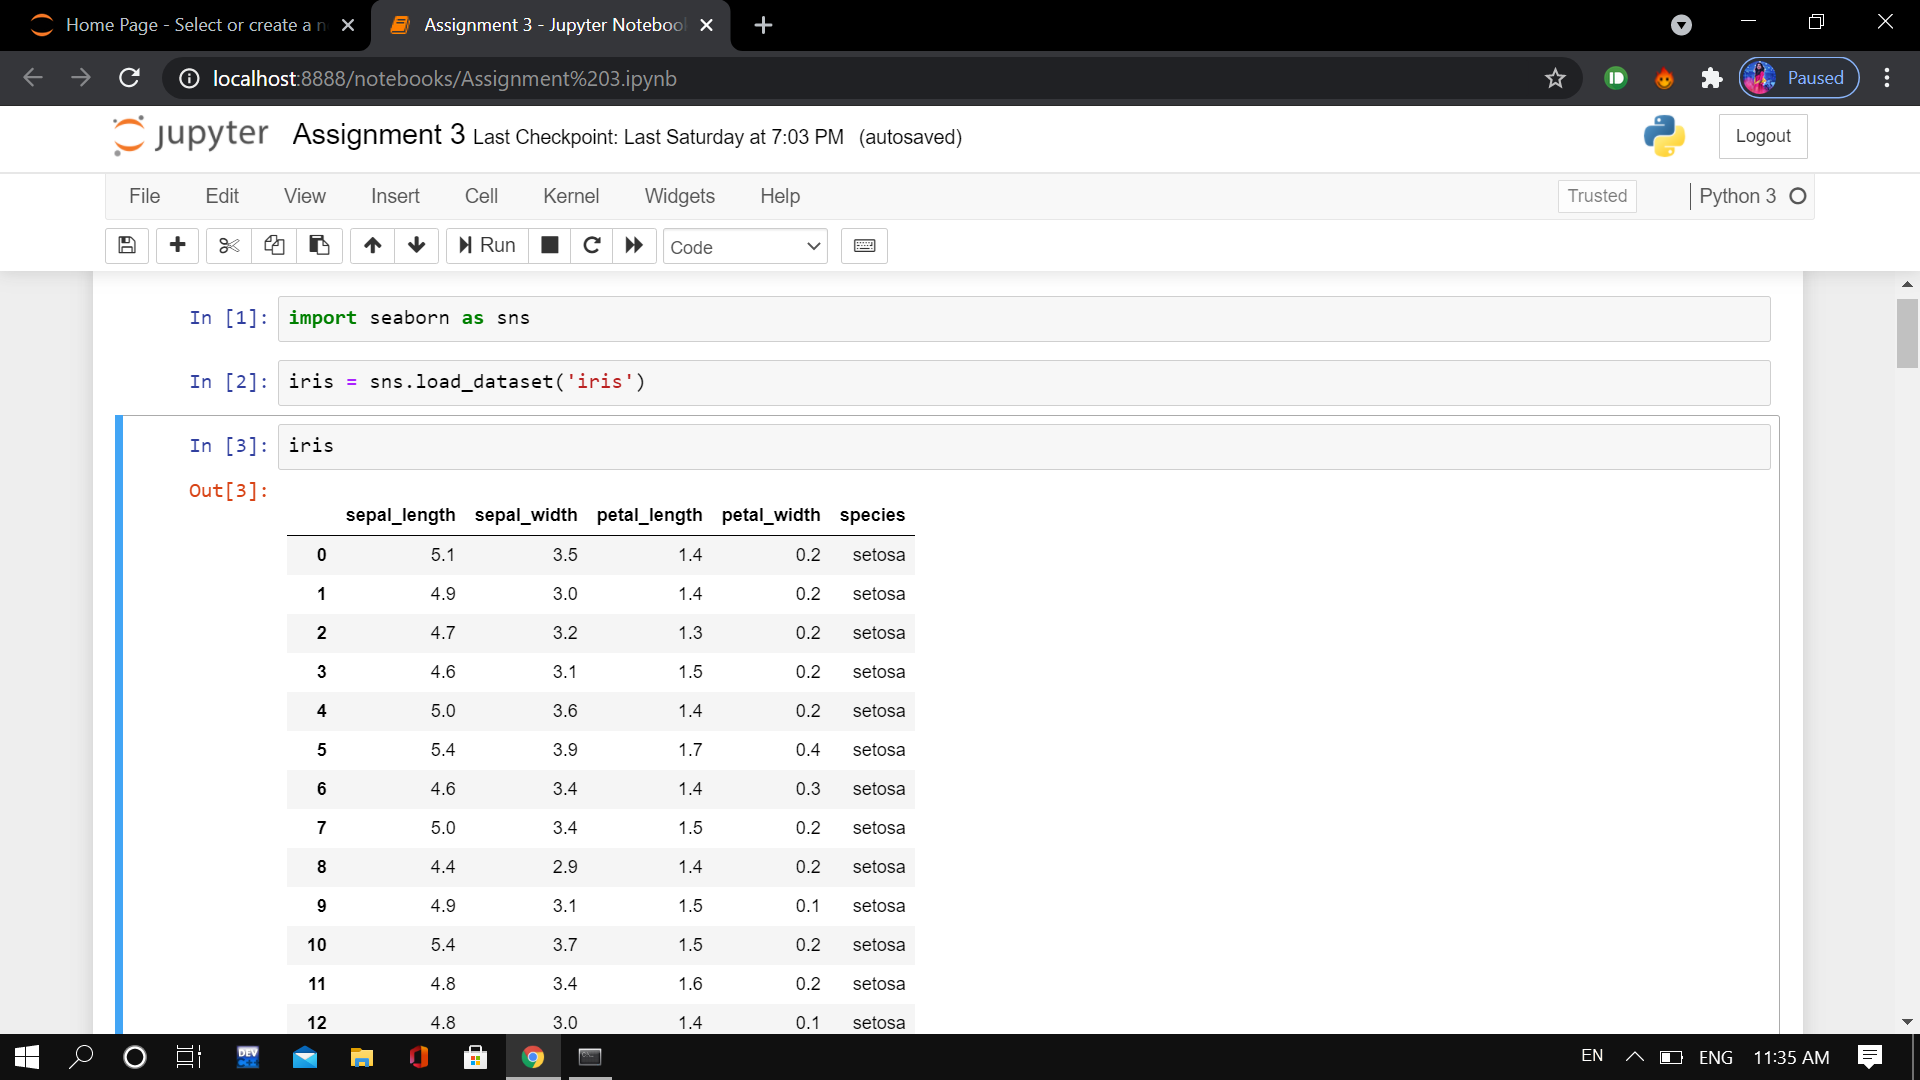 Home Page - Select or create a n
Assignment 3 - Jupyter Noteboo
localhost:8888/notebooks/Assignment%203.ipynb
Paused
jupyter Assignment 3 Last Checkpoint: Last Saturday at 7:03 PM (autosaved)
Logout
File Edit View Insert Cell Kernel Widgets Help
Trusted
Python 3
Run
Code
In [1]: import seaborn as sns
In [2]: iris = sns.load_dataset('iris')
In [3]: iris
Out[3]:
sepal_length sepal_width petal_length petal_width species
0 5.1 3.5 1.4 0.2 setosa
1 4.9 3.0 1.4 0.2 setosa
2 4.7 3.2 1.3 0.2 setosa
3 4.6 3.1 1.5 0.2 setosa
4 5.0 3.6 1.4 0.2 setosa
5 5.4 3.9 1.7 0.4 setosa
6 4.6 3.4 1.4 0.3 setosa
7 5.0 3.4 1.5 0.2 setosa
8 4.4 2.9 1.4 0.2 setosa
9 4.9 3.1 1.5 0.1 setosa
10 5.4 3.7 1.5 0.2 setosa
11 4.8 3.4 1.6 0.2 setosa
12 4.8 3.0 1.4 0.1 setosa
DEV
EN
ENG
11:35 AM